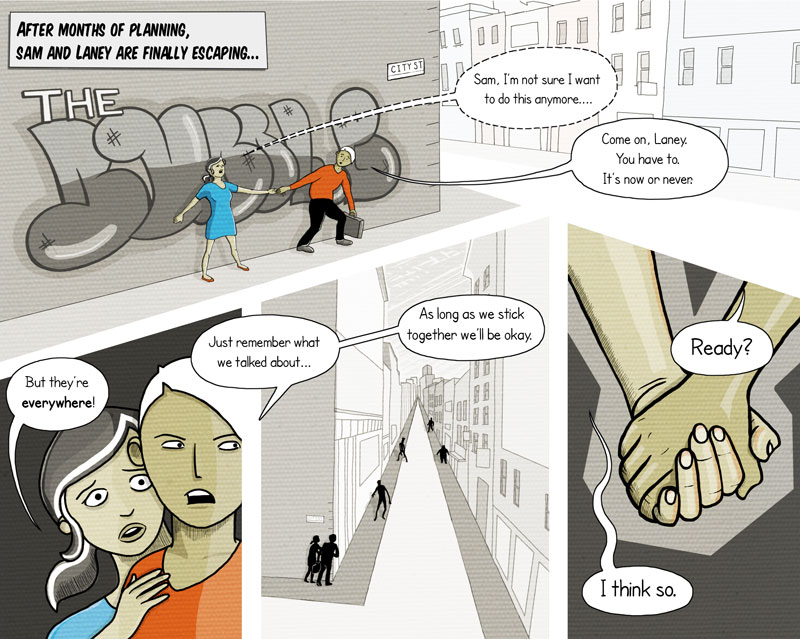 AFTER MONTHS OF PLANNING,
SAM AND LANEY ARE FINALLY ESCAPING...
CITY ST
THE
Sam, I'm not sure I want
to do this anymore....
Come on, Laney.
You have to.
It's now or never.
But they're
everywhere!
Just remember what
we talked about...
As long as we stick
together we'll be okay.
Ready?
I think so.